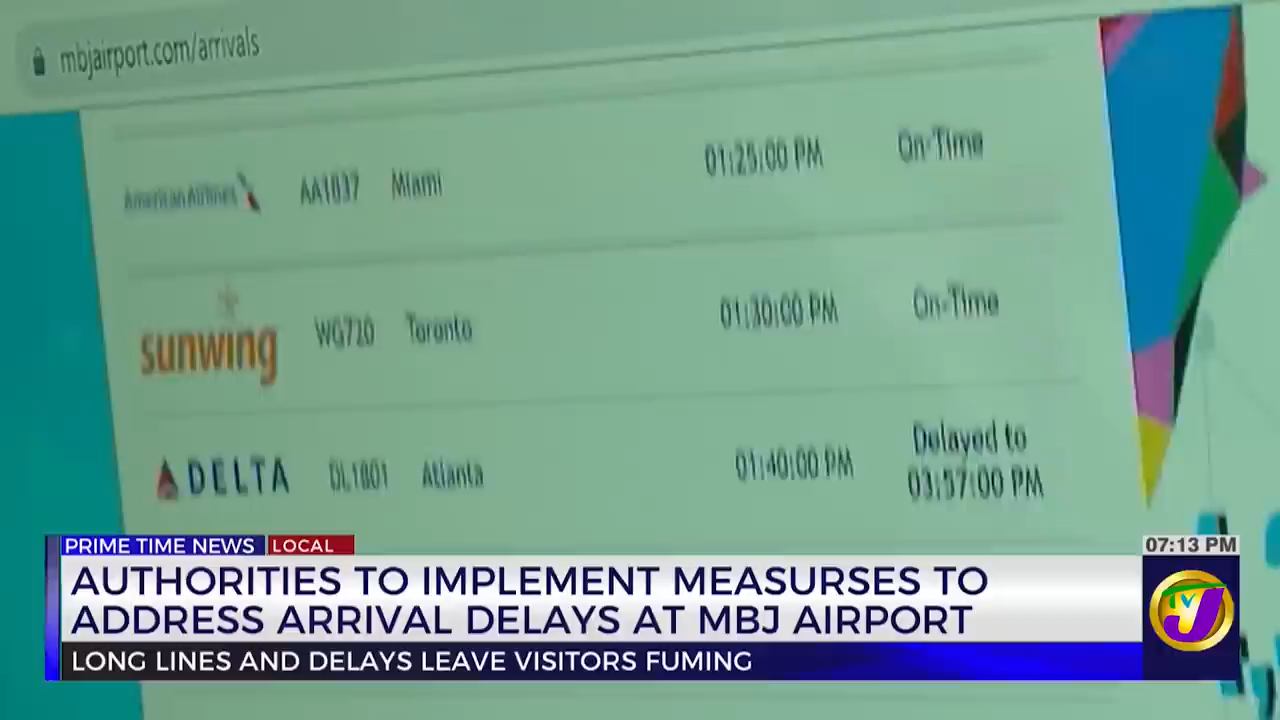 mbjairport.com/arrivals
American Airlines AA1837 Miami 01:25:00 PM On-Time
sunwing WG720 Toronto 01:30:00 PM On-Time
DELTA DL1801 Atlanta 01:40:00 PM Delayed to
03:57:00 PM
PRIME TIME NEWS LOCAL
07:13 PM
AUTHORITIES TO IMPLEMENT MEASURSES TO
ADDRESS ARRIVAL DELAYS AT MBJ AIRPORT
LONG LINES AND DELAYS LEAVE VISITORS FUMING
TVJ